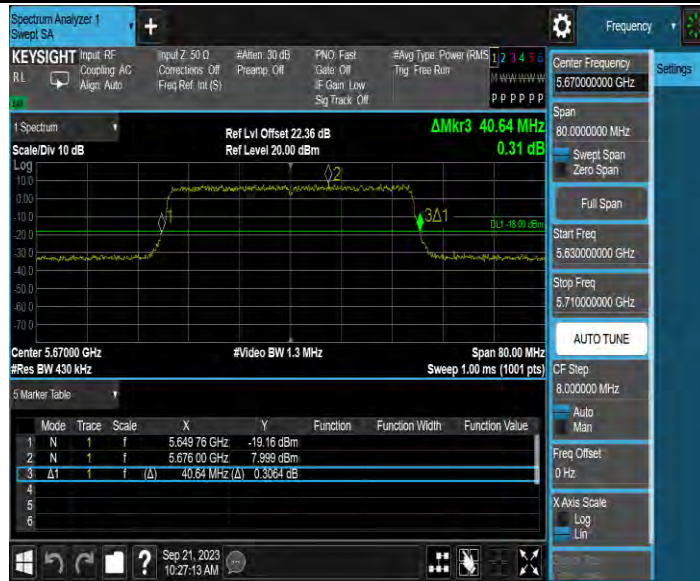 Spectrum Analyzer 1
Swept SA
+
Frequency
KEYSIGHT
RL
Input: RF
Coupling: AC
Align: Auto
Input Z: 50 Ω
Corrections: Off
Freq Ref: Int (S)
#Atten: 30 dB
Preamp: Off
PNO: Fast
Gate: Off
IF Gain: Low
Sig Track: Off
#Avg Type: Power (RMS
Trig: Free Run
1 2 3 4 5 6
M W W W W W
P P P P P P
1 Spectrum
Scale/Div 10 dB
Ref Lvl Offset 22.36 dB
Ref Level 20.00 dBm
ΔMkr3 40.64 MHz
0.31 dB
Log
10.0
0.00
-10.0
-20.0
-30.0
-40.0
-50.0
-60.0
-70.0
1
2
3Δ1
DL1 -18.00 dBm
Center 5.67000 GHz
#Res BW 430 kHz
#Video BW 1.3 MHz
Span 80.00 MHz
Sweep 1.00 ms (1001 pts)
5 Marker Table
Mode Trace Scale X Y Function Function Width Function Value
1 N 1 f 5.649 76 GHz -19.16 dBm
2 N 1 f 5.676 00 GHz 7.999 dBm
3 Δ1 1 f (Δ) 40.64 MHz (Δ) 0.3064 dB
4
5
6
Center Frequency
5.670000000 GHz
Settings
Span
80.0000000 MHz
Swept Span
Zero Span
Full Span
Start Freq
5.630000000 GHz
Stop Freq
5.710000000 GHz
AUTO TUNE
CF Step
8.000000 MHz
Auto
Man
Freq Offset
0 Hz
X Axis Scale
Log
Lin
?
Sep 21, 2023
10:27:13 AM